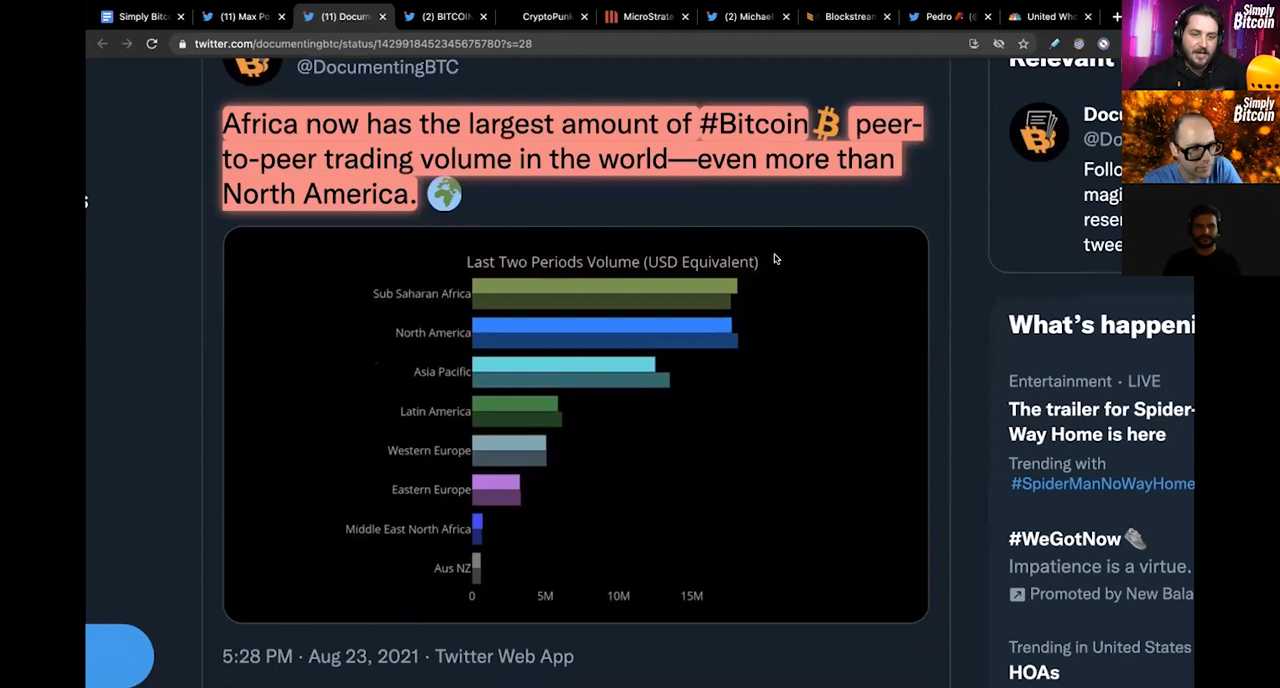 Simply Bitc
(11) Max Po
(11) Docum
(2) BITCOIN
CryptoPunk
MicroStrate
(2) Michael
Blockstream
Pedro
United Who
twitter.com/documentingbtc/status/1429918452345675780?s=28
Simply
Bitcoin
Simply
Bitcoin
@DocumentingBTC
Africa now has the largest amount of #Bitcoin peer-
to-peer trading volume in the world—even more than
North America.
Last Two Periods Volume (USD Equivalent)
Sub Saharan Africa
North America
Asia Pacific
Latin America
Western Europe
Eastern Europe
Middle East North Africa
Aus NZ
0 5M 10M 15M
5:28 PM · Aug 23, 2021 · Twitter Web App
Relevant
Docu
@Do
Follo
magi
resea
twee
What's happeni
Entertainment · LIVE
The trailer for Spider-
Way Home is here
Trending with
#SpiderManNoWayHome
#WeGotNow
Impatience is a virtue.
Promoted by New Bala
Trending in United States
HOAs